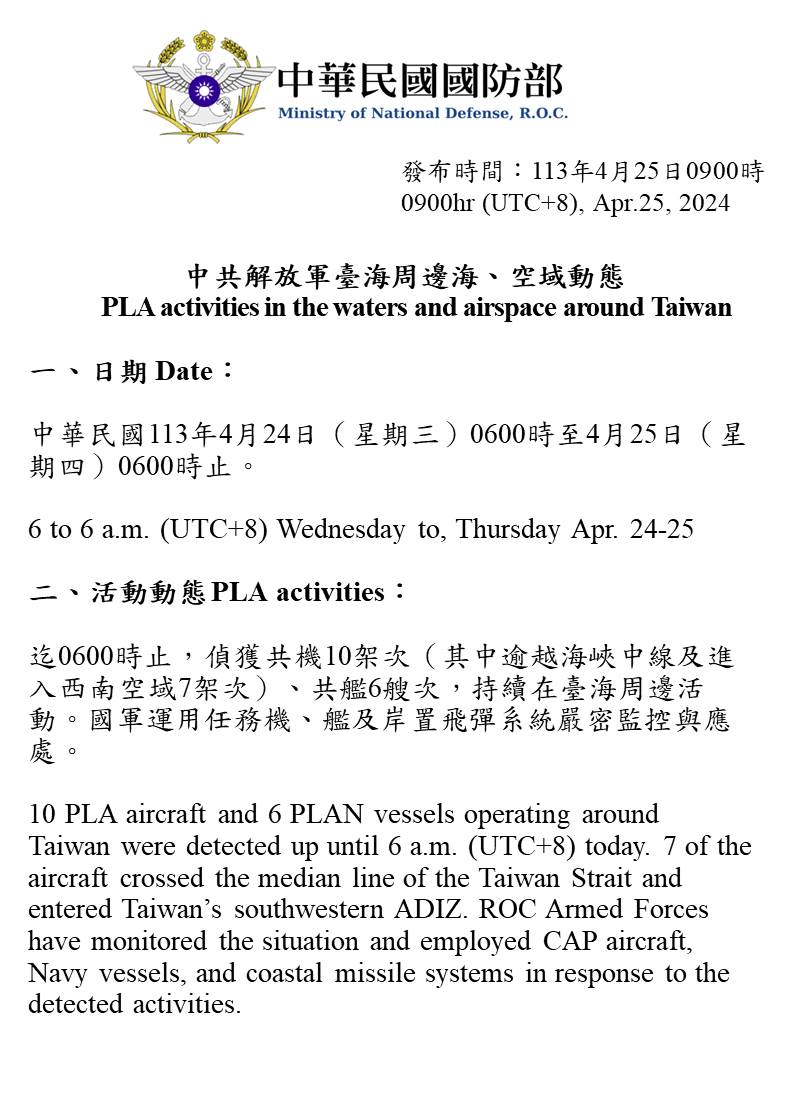 中華民國國防部
Ministry of National Defense, R.O.C.
發布時間：113年4月25日0900時
0900hr (UTC+8), Apr.25, 2024
中共解放軍臺海周邊海、空域動態
PLA activities in the waters and airspace around Taiwan
一、日期 Date：
中華民國113年4月24日（星期三）0600時至4月25日（星
期四）0600時止。
6 to 6 a.m. (UTC+8) Wednesday to, Thursday Apr. 24-25
二、活動動態 PLA activities：
迄0600時止，偵獲共機10架次（其中逾越海峽中線及進
入西南空域7架次）、共艦6艘次，持續在臺海周邊活
動。國軍運用任務機、艦及岸置飛彈系統嚴密監控與應
處。
10 PLA aircraft and 6 PLAN vessels operating around
Taiwan were detected up until 6 a.m. (UTC+8) today. 7 of the
aircraft crossed the median line of the Taiwan Strait and
entered Taiwan’s southwestern ADIZ. ROC Armed Forces
have monitored the situation and employed CAP aircraft,
Navy vessels, and coastal missile systems in response to the
detected activities.